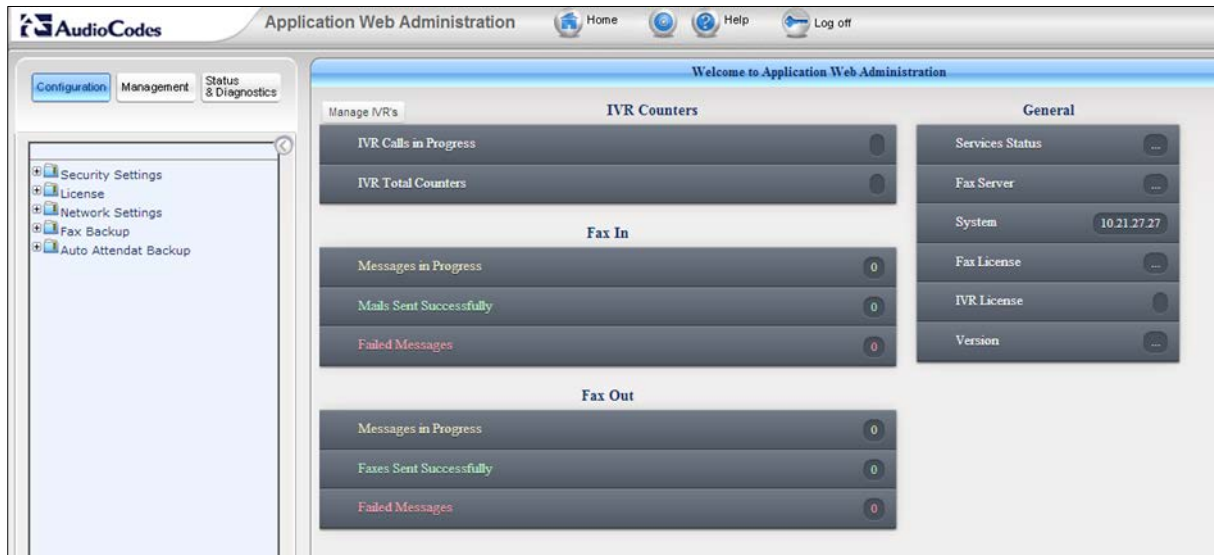 AudioCodes
Application Web Administration
Home
Help
Log off
Configuration
Management
Status
& Diagnostics
Security Settings
License
Network Settings
Fax Backup
Auto Attendat Backup
Welcome to Application Web Administration
Manage IVR's
IVR Counters
IVR Calls in Progress
IVR Total Counters
Fax In
Messages in Progress 0
Mails Sent Successfully 0
Failed Messages 0
Fax Out
Messages in Progress 0
Faxes Sent Successfully 0
Failed Messages 0
General
Services Status ...
Fax Server ...
System 10.21.27.27
Fax License ...
IVR License
Version ...